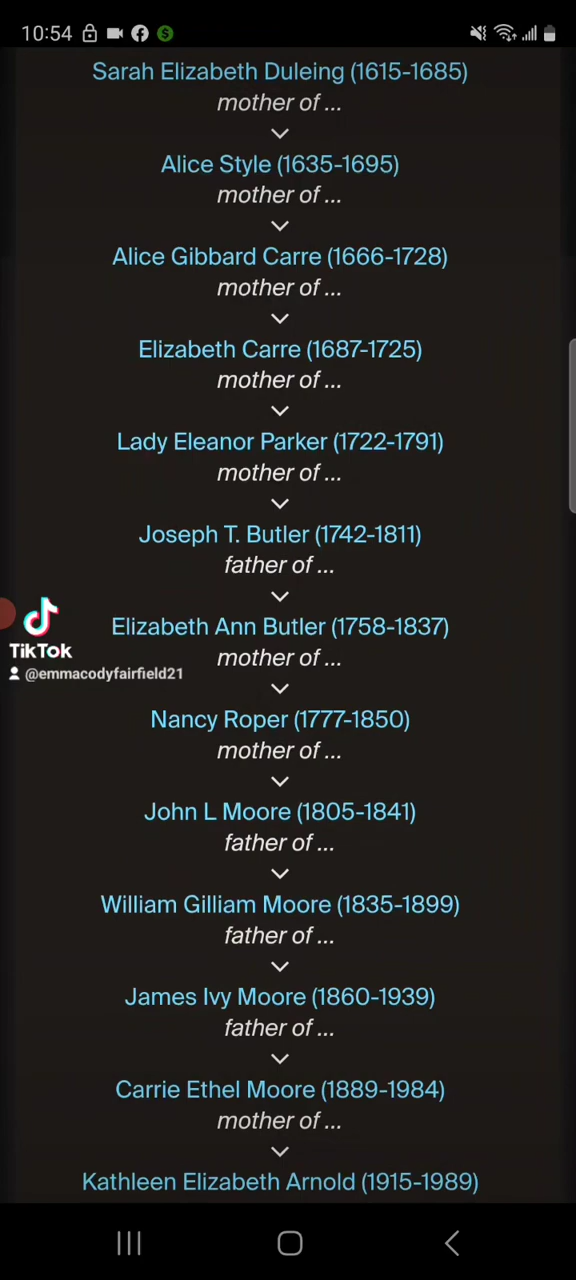 10:54
Sarah Elizabeth Duleing (1615-1685)
mother of ...
Alice Style (1635-1695)
mother of ...
Alice Gibbard Carre (1666-1728)
mother of ...
Elizabeth Carre (1687-1725)
mother of ...
Lady Eleanor Parker (1722-1791)
mother of ...
Joseph T. Butler (1742-1811)
father of ...
TikTok
@emmacodyfairfield21
Elizabeth Ann Butler (1758-1837)
mother of ...
Nancy Roper (1777-1850)
mother of ...
John L Moore (1805-1841)
father of ...
William Gilliam Moore (1835-1899)
father of ...
James Ivy Moore (1860-1939)
father of ...
Carrie Ethel Moore (1889-1984)
mother of ...
Kathleen Elizabeth Arnold (1915-1989)